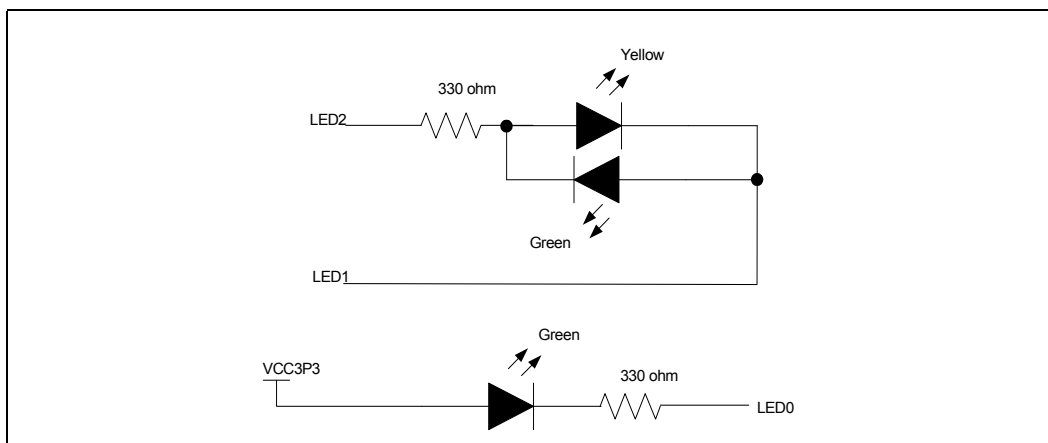 Yellow
330 ohm
LED2
Green
LED1
Green
VCC3P3
330 ohm
LED0